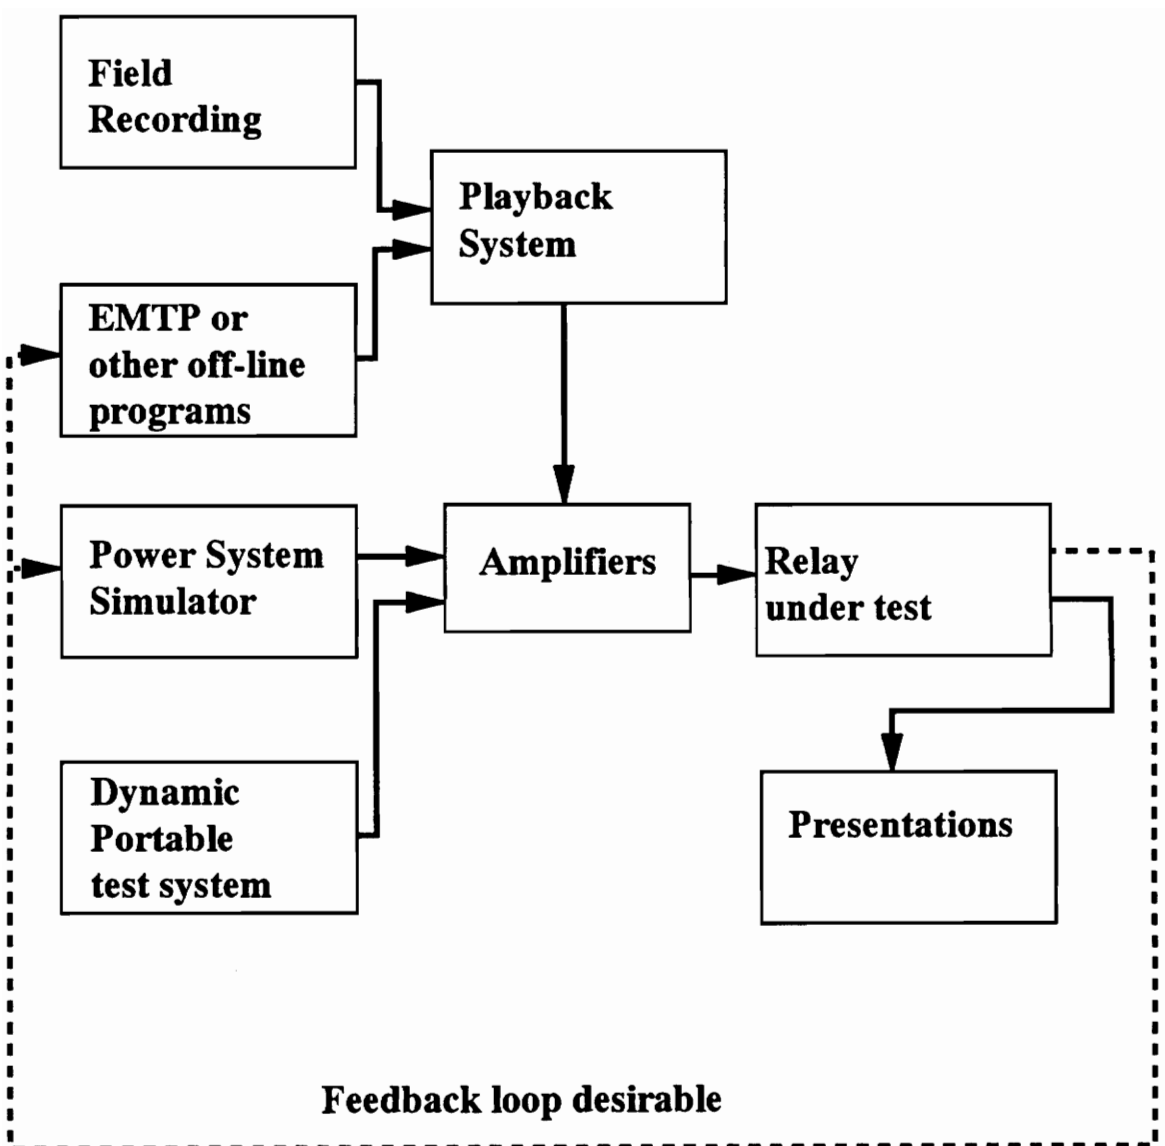 Field
Recording
Playback
System
EMTP or
other off-line
programs
Power System
Simulator
Amplifiers
Relay
under test
Dynamic
Portable
test system
Presentations
Feedback loop desirable